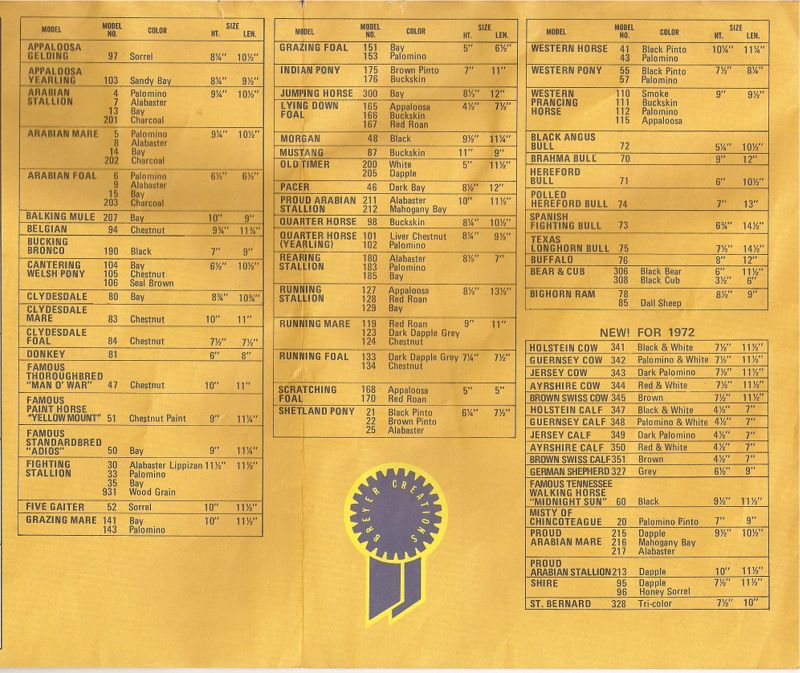 MODEL MODEL NO. COLOR SIZE HT. LEN.
APPALOOSA
GELDING 97 Sorrel 8¾" 10½"
APPALOOSA
YEARLING 103 Sandy Bay 8¼" 9½"
ARABIAN 4 Palomino 9¼" 10½"
STALLION 7 Alabaster
13 Bay
201 Charcoal
ARABIAN MARE 5 Palomino 9¼" 10½"
8 Alabaster
14 Bay
202 Charcoal
ARABIAN FOAL 6 Palomino 6½" 6½"
9 Alabaster
15 Bay
203 Charcoal
BALKING MULE 207 Bay 10" 9"
BELGIAN 94 Chestnut 9¾" 11¾"
BUCKING
BRONCO 190 Black 7" 9"
CANTERING 104 Bay 6½" 10½"
WELSH PONY 105 Chestnut
106 Seal Brown
CLYDESDALE 80 Bay 8¾" 10¾"
CLYDESDALE
MARE 83 Chestnut 10" 11"
CLYDESDALE
FOAL 84 Chestnut 7½" 7½"
DONKEY 81 6" 8"
FAMOUS
THOROUGHBRED
"MAN O' WAR" 47 Chestnut 10" 11"
FAMOUS
PAINT HORSE
"YELLOW MOUNT" 51 Chestnut Paint 9" 11¼"
FAMOUS
STANDARDBRED
"ADIOS" 50 Bay 9" 11¼"
FIGHTING 30 Alabaster Lippizan 11½" 11½"
STALLION 33 Palomino
35 Bay
931 Wood Grain
FIVE GAITER 52 Sorrel 10" 11½"
GRAZING MARE 141 Bay 10" 11½"
143 Palomino
MODEL MODEL NO. COLOR SIZE HT. LEN.
GRAZING FOAL 151 Bay 5" 6½"
153 Palomino
INDIAN PONY 175 Brown Pinto 7" 11"
176 Buckskin
JUMPING HORSE 300 Bay 8½" 12"
LYING DOWN 165 Appaloosa 4½" 7½"
FOAL 166 Buckskin
167 Red Roan
MORGAN 48 Black 9½" 11¼"
MUSTANG 87 Buckskin 11" 9"
OLD TIMER 200 White 5" 11½"
205 Dapple
PACER 46 Dark Bay 8½" 12"
PROUD ARABIAN 211 Alabaster 10" 11½"
STALLION 212 Mahogany Bay
QUARTER HORSE 98 Buckskin 8¼" 10½"
QUARTER HORSE 101 Liver Chestnut 8¼" 9½"
(YEARLING) 102 Palomino
REARING 180 Alabaster 8½" 7"
STALLION 183 Palomino
185 Bay
RUNNING 127 Appaloosa 8½" 13½"
STALLION 128 Red Roan
129 Bay
RUNNING MARE 119 Red Roan 9" 11"
123 Dark Dapple Grey
124 Chestnut
RUNNING FOAL 133 Dark Dapple Grey 7¼" 7½"
134 Chestnut
SCRATCHING 168 Appaloosa 5" 5"
FOAL 170 Red Roan
SHETLAND PONY 21 Black Pinto 6¼" 7½"
22 Brown Pinto
25 Alabaster
BREYER CREATIONS
MODEL MODEL NO. COLOR SIZE HT. LEN.
WESTERN HORSE 41 Black Pinto 10¾" 11¼"
43 Palomino
WESTERN PONY 55 Black Pinto 7½" 8¼"
57 Palomino
WESTERN 110 Smoke 9" 9½"
PRANCING 111 Buckskin
HORSE 112 Palomino
115 Appaloosa
BLACK ANGUS
BULL 72 5¼" 10½"
BRAHMA BULL 70 9" 12"
HEREFORD
BULL 71 6" 10½"
POLLED
HEREFORD BULL 74 7" 13"
SPANISH
FIGHTING BULL 73 6¾" 14½"
TEXAS
LONGHORN BULL 75 7½" 14½"
BUFFALO 76 8" 12"
BEAR & CUB 306 Black Bear 6" 11½"
308 Black Cub 3½" 6"
BIGHORN RAM 78 8½" 9"
85 Dall Sheep
NEW! FOR 1972
HOLSTEIN COW 341 Black & White 7½" 11½"
GUERNSEY COW 342 Palomino & White 7½" 11½"
JERSEY COW 343 Dark Palomino 7½" 11½"
AYRSHIRE COW 344 Red & White 7½" 11½"
BROWN SWISS COW 345 Brown 7½" 11½"
HOLSTEIN CALF 347 Black & White 4½" 7"
GUERNSEY CALF 348 Palomino & White 4½" 7"
JERSEY CALF 349 Dark Palomino 4½" 7"
AYRSHIRE CALF 350 Red & White 4½" 7"
BROWN SWISS CALF 351 Brown 4½" 7"
GERMAN SHEPHERD 327 Grey 6½" 9"
FAMOUS TENNESSEE
WALKING HORSE
"MIDNIGHT SUN" 60 Black 9½" 11½"
MISTY OF
CHINCOTEAGUE 20 Palomino Pinto 7" 9"
PROUD 215 Dapple 9½" 10½"
ARABIAN MARE 216 Mahogany Bay
217 Alabaster
PROUD
ARABIAN STALLION 213 Dapple 10" 11½"
SHIRE 95 Dapple 7½" 11½"
96 Honey Sorrel
ST. BERNARD 328 Tri-color 7½" 10"